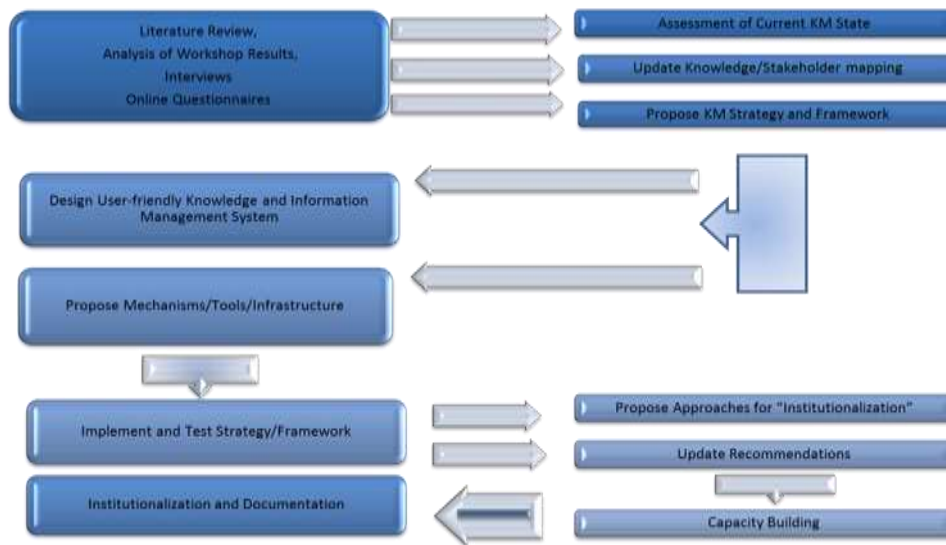 Literature Review,
Analysis of Workshop Results,
Interviews
Online Questionnaires
Assessment of Current KM State
Update Knowledge/Stakeholder mapping
Propose KM Strategy and Framework
Design User-friendly Knowledge and Information
Management System
Propose Mechanisms/Tools/Infrastructure
Implement and Test Strategy/Framework
Propose Approaches for “Institutionalization”
Update Recommendations
Institutionalization and Documentation
Capacity Building